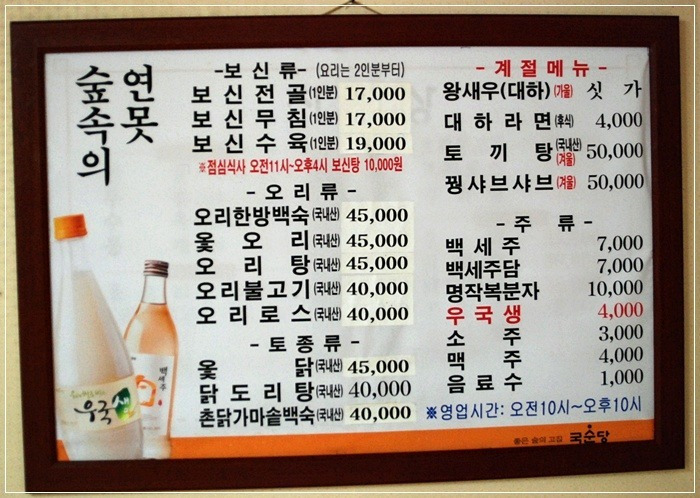 숲속의
연못
-보 신 류- (요리는 2인분부터)
보 신 전 골 (1인분) 17,000
보 신 무 침 (1인분) 17,000
보 신 수 육 (1인분) 19,000
※점심식사 오전11시~오후4시 보신탕 10,000원
- 오 리 류 -
오리한방백숙 (국내산) 45,000
옻 오 리 (국내산) 45,000
오 리 탕 (국내산) 45,000
오리불고기 (국내산) 40,000
오 리 로 스 (국내산) 40,000
- 토 종 류 -
옻 닭 (국내산) 45,000
닭 도 리 탕 (국내산) 40,000
촌닭가마솥백숙 (국내산) 40,000
- 계 절 메 뉴 -
왕새우(대하) (가을) 싯 가
대 하 라 면 (후식) 4,000
토 끼 탕 (국내산) (겨울) 50,000
꿩샤브샤브 (겨울) 50,000
- 주 류 -
백 세 주 7,000
백세주담 7,000
명작복분자 10,000
우 국 생 4,000
소 주 3,000
맥 주 4,000
음 료 수 1,000
※영업시간: 오전10시~오후10시
우국생
백세주
좋은 술의 고집 국순당